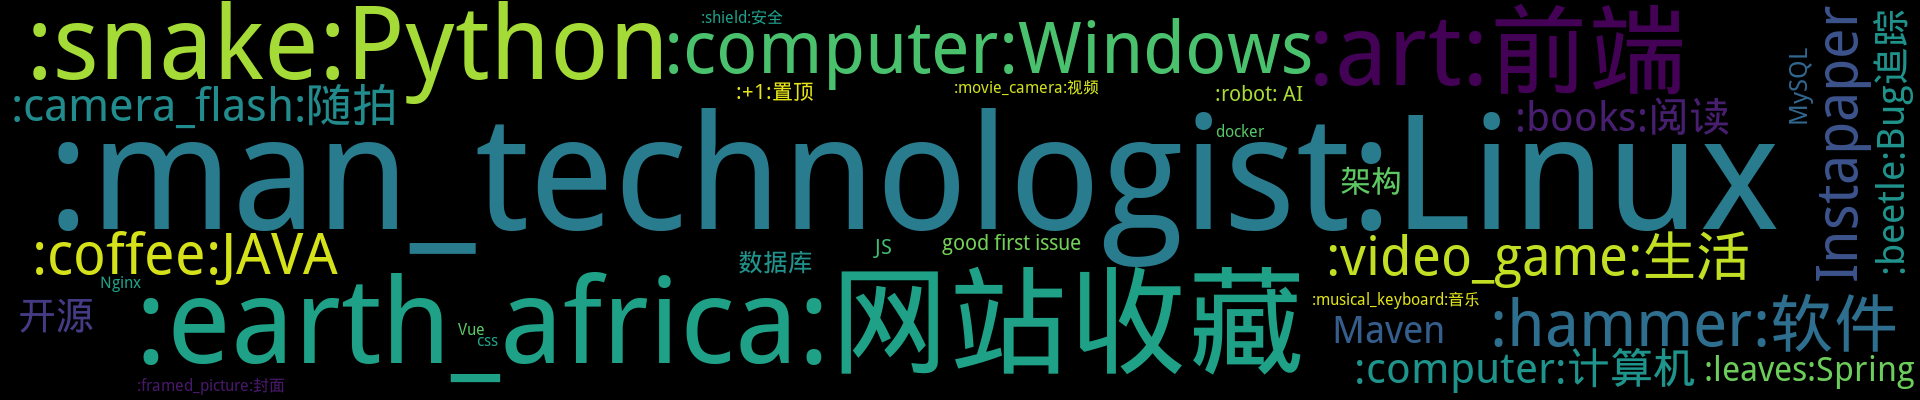 :snake:Python
:shield:安全
:computer:Windows
:art:前端
:camera_flash:随拍
:+1:置顶
:movie_camera:视频
:robot: AI
:books:阅读
MySQL
Instapaper
:beetle:Bug追踪
:man_technologist:Linux
docker
架构
:coffee:JAVA
数据库
JS
good first issue
:video_game:生活
Nginx
开源
:earth_africa:网站收藏
:musical_keyboard:音乐
Maven
:hammer:软件
Vue
css
:computer:计算机
:leaves:Spring
:framed_picture:封面